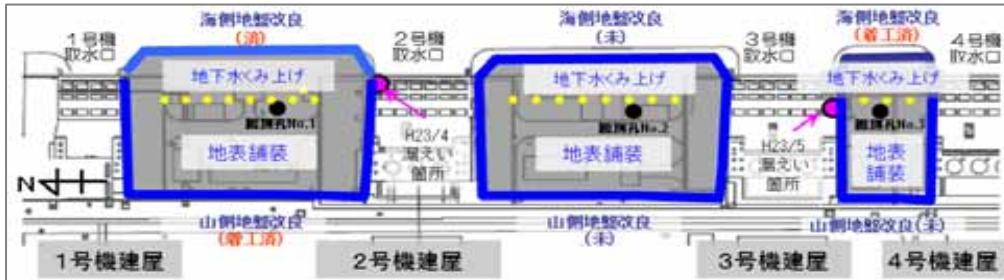 海側地盤改良
(済)
海側地盤改良
(未)
海側地盤改良
(着工済)
1号機
取水口
2号機
取水口
3号機
取水口
4号機
取水口
地下水くみ上げ
地下水くみ上げ
地下水くみ上げ
観測孔No.1
観測孔No.2
観測孔No.3
H23/4
漏えい
箇所
H23/5
漏えい
箇所
地表舗装
地表舗装
地表
舗装
N
山側地盤改良
(着工済)
山側地盤改良
(未)
山側地盤改良(未)
1号機建屋
2号機建屋
3号機建屋
4号機建屋